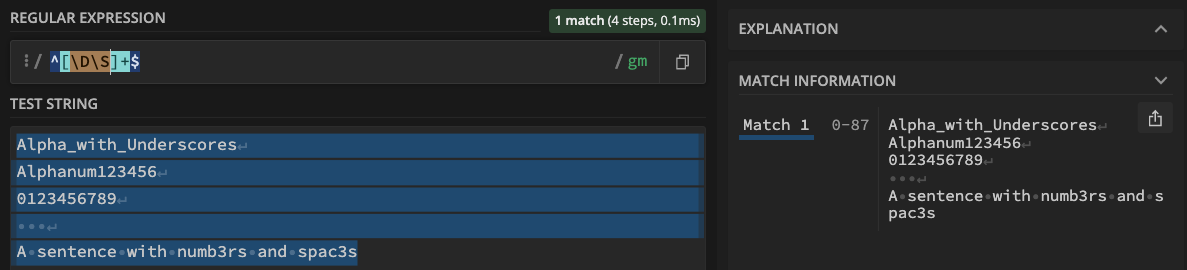 REGULAR EXPRESSION
1 match (4 steps, 0.1ms)
/ ^[\D\S]+$ / gm
TEST STRING
Alpha_with_Underscores↵
Alphanum123456↵
0123456789↵
•••↵
A•sentence•with•numb3rs•and•spac3s
EXPLANATION
MATCH INFORMATION
Match 1 0-87 Alpha_with_Underscores↵
Alphanum123456↵
0123456789↵
•••↵
A•sentence•with•numb3rs•and•s
pac3s